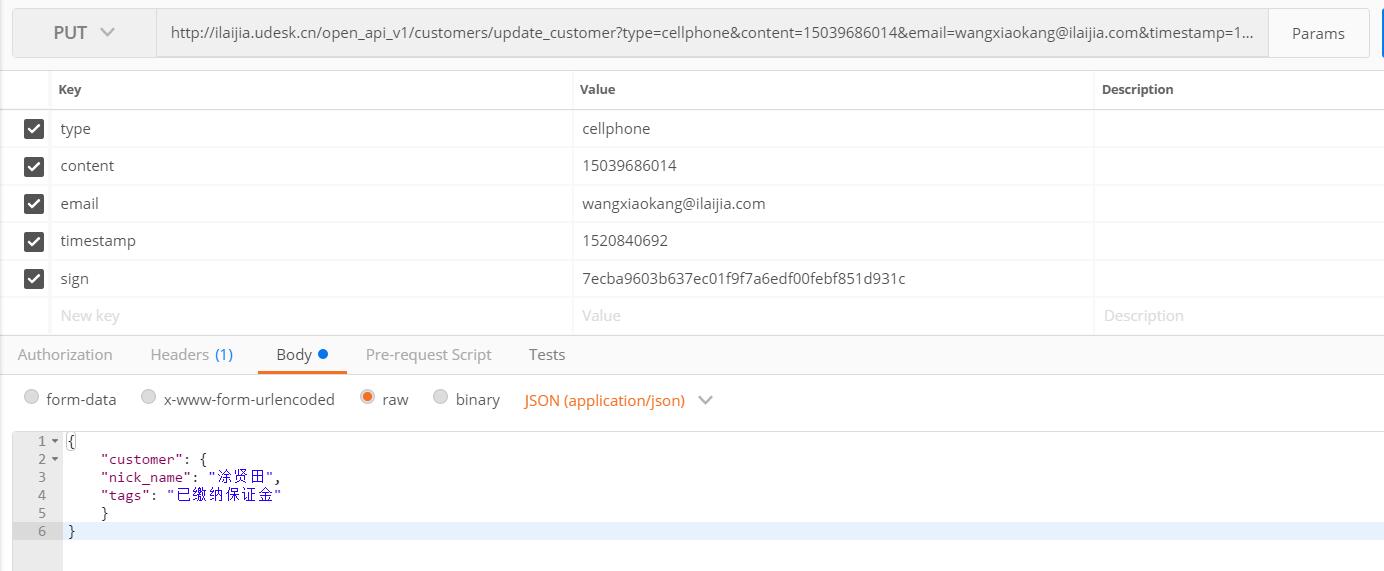 PUT http://ilaijia.udesk.cn/open_api_v1/customers/update_customer?type=cellphone&content=15039686014&email=wangxiaokang@ilaijia.com&timestamp=1... Params
Key Value Description
type cellphone
content 15039686014
email wangxiaokang@ilaijia.com
timestamp 1520840692
sign 7ecba9603b637ec01f9f7a6edf00febf851d931c
New key Value Description
Authorization Headers (1) Body Pre-request Script Tests
form-data x-www-form-urlencoded raw binary JSON (application/json)
1 {
2 "customer": {
3 "nick_name": "涂贤田",
4 "tags": "已缴纳保证金"
5 }
6 }